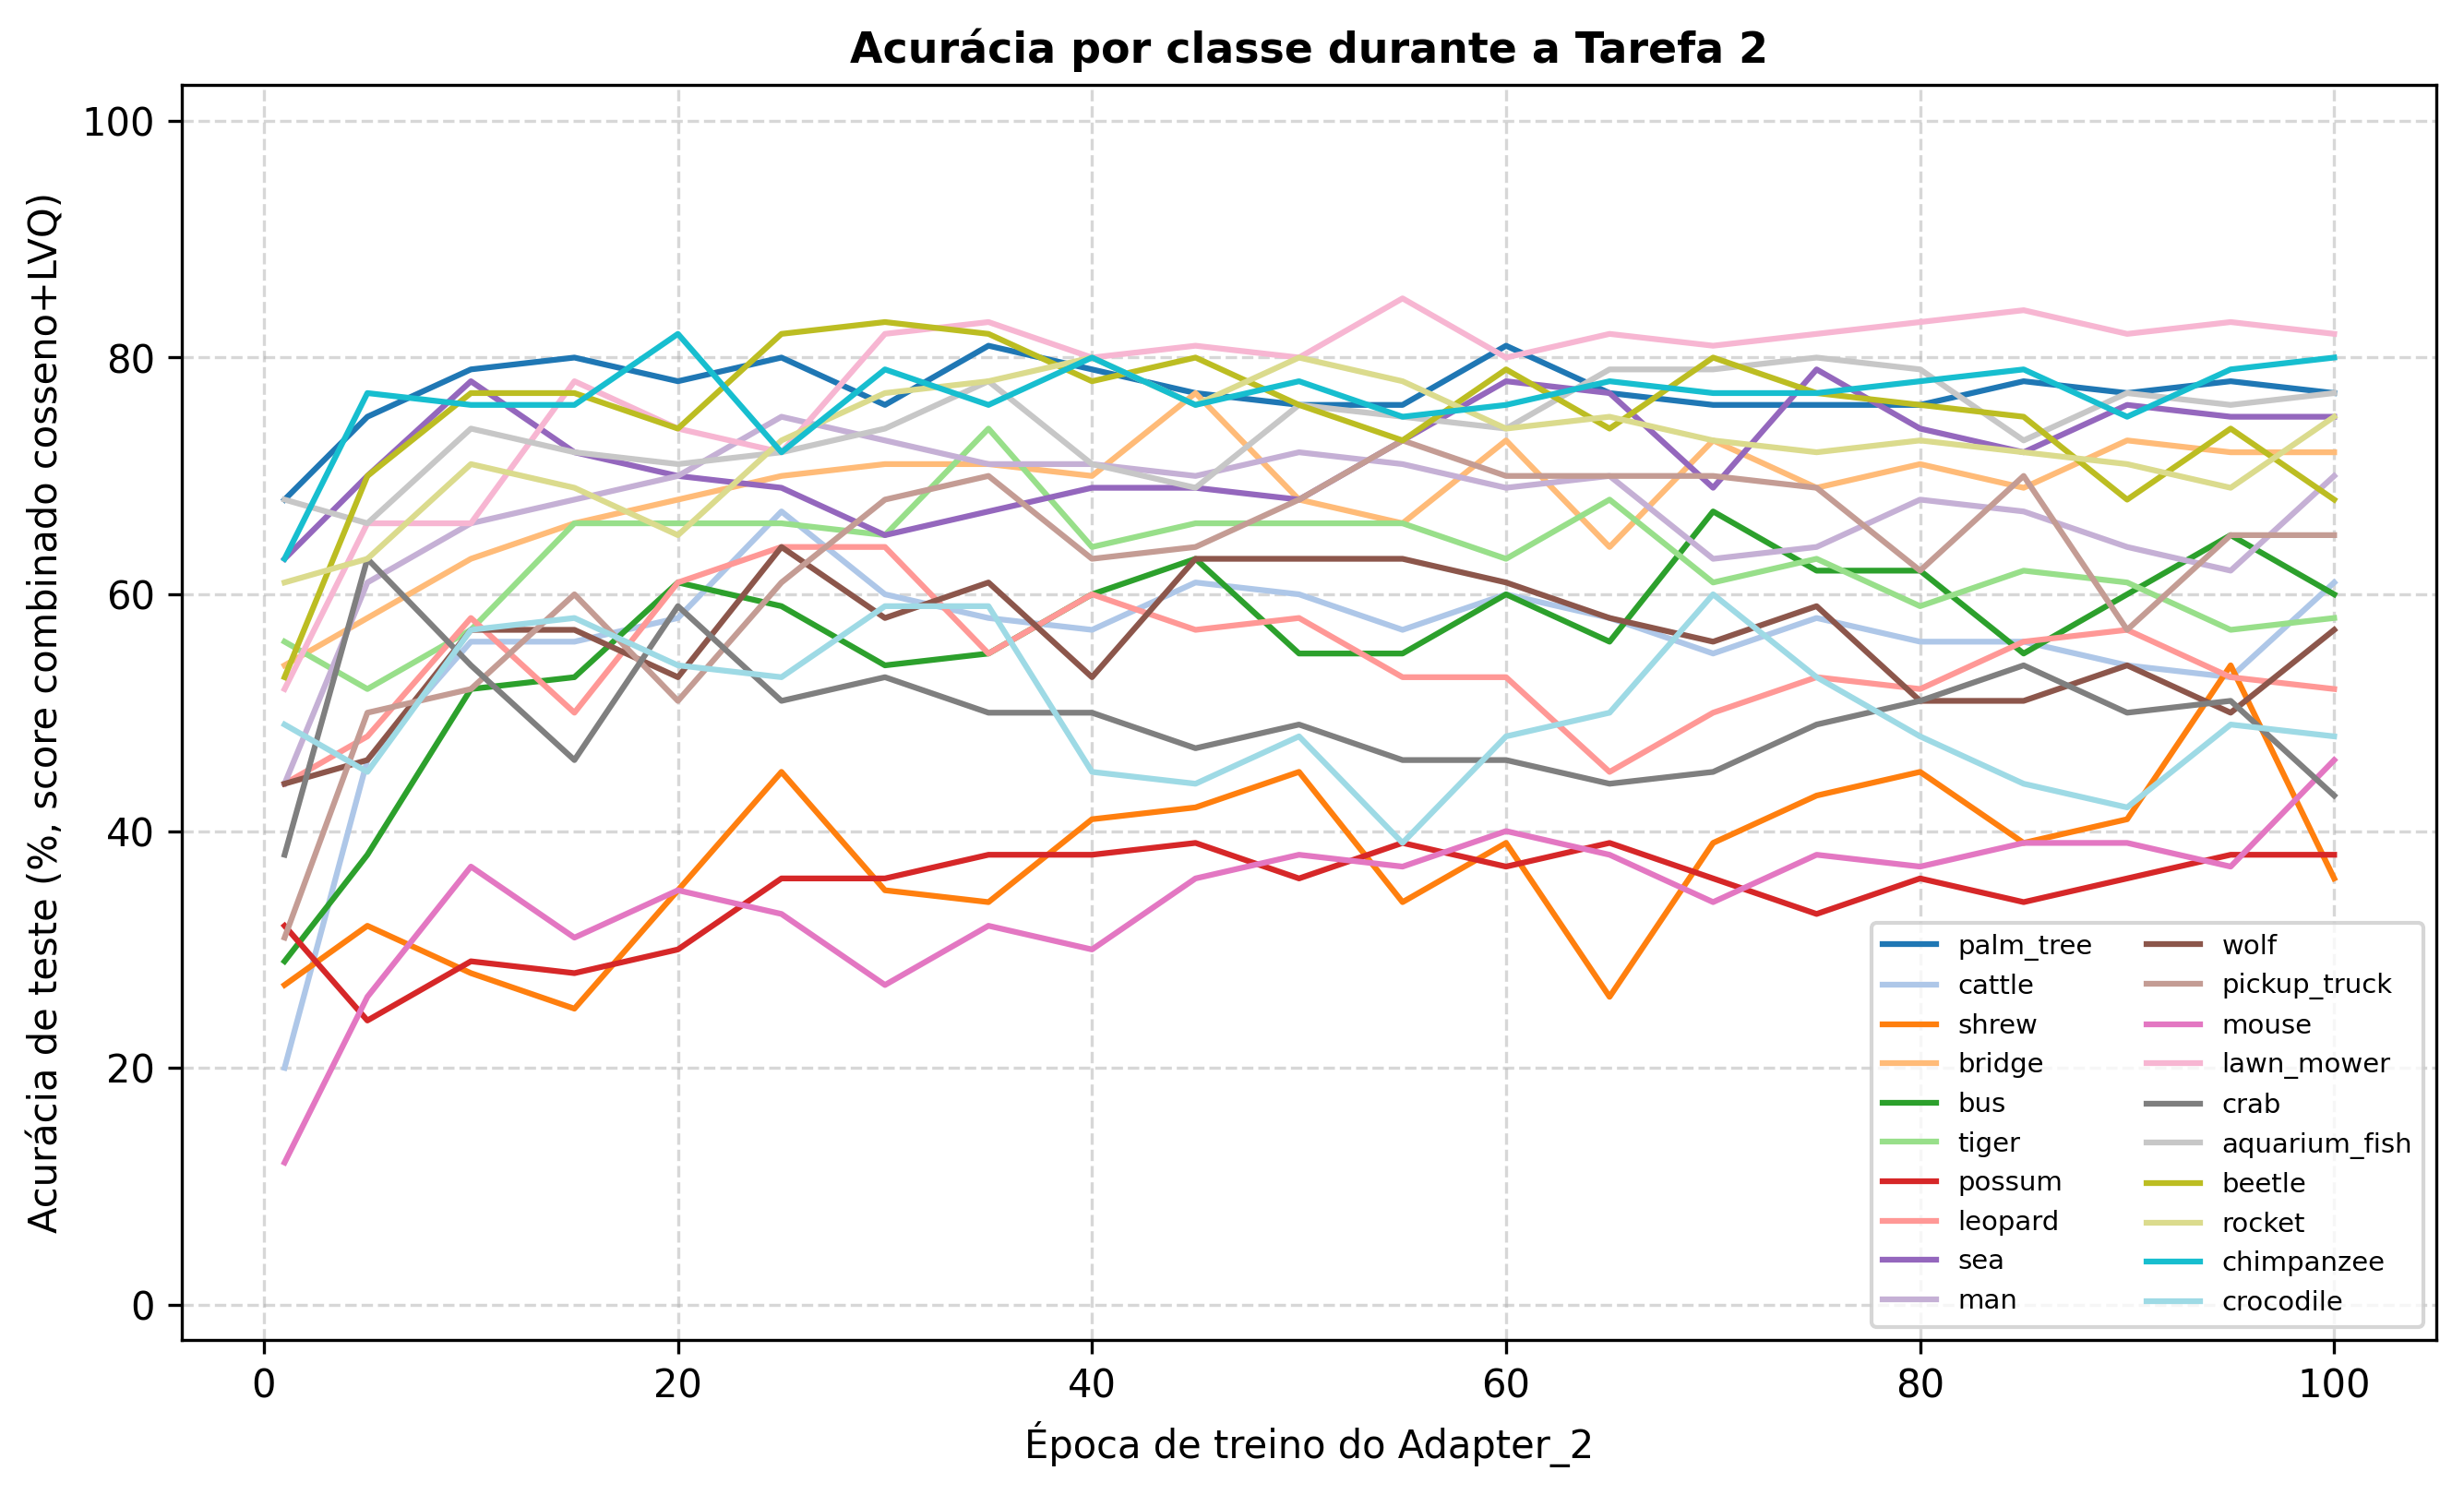 Acurácia por classe durante a Tarefa 2
Acurácia de teste (%, score combinado cosseno+LVQ)
100
80
60
40
20
0
0 20 40 60 80 100
Época de treino do Adapter_2
palm_tree
cattle
shrew
bridge
bus
tiger
possum
leopard
sea
man
wolf
pickup_truck
mouse
lawn_mower
crab
aquarium_fish
beetle
rocket
chimpanzee
crocodile